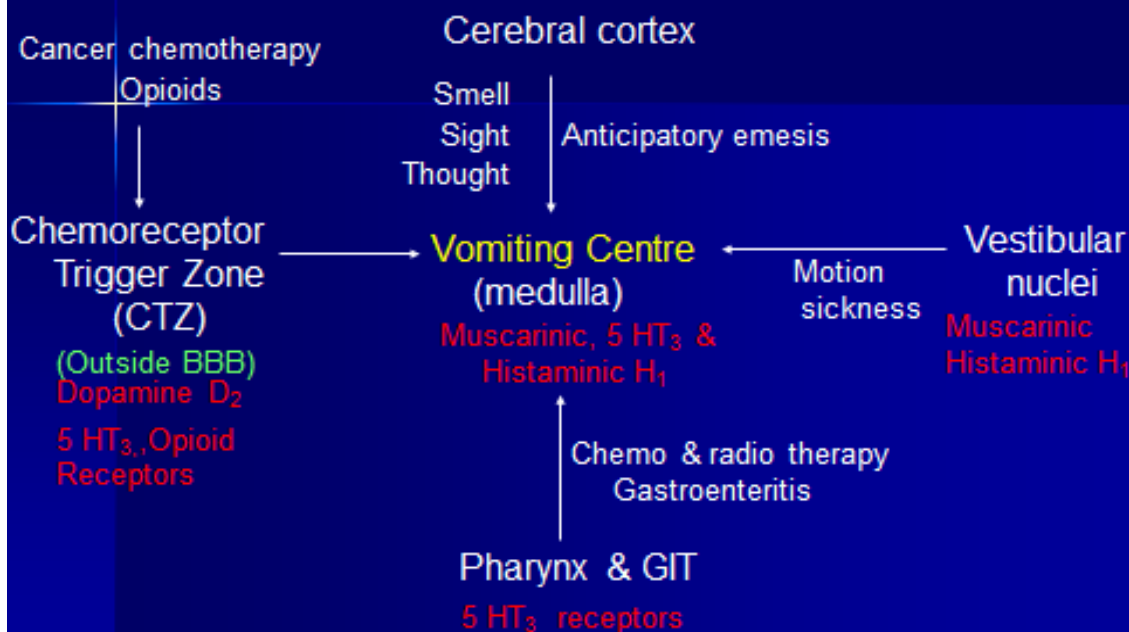 Cancer chemotherapy
Opioids
Cerebral cortex
Smell
Sight
Thought
Anticipatory emesis
Chemoreceptor
Trigger Zone
(CTZ)
(Outside BBB)
Dopamine D₂
5 HT₃,,Opioid
Receptors
Vomiting Centre
(medulla)
Muscarinic, 5 HT₃ &
Histaminic H₁
Motion
sickness
Vestibular
nuclei
Muscarinic
Histaminic H₁
Chemo & radio therapy
Gastroenteritis
Pharynx & GIT
5 HT₃ receptors